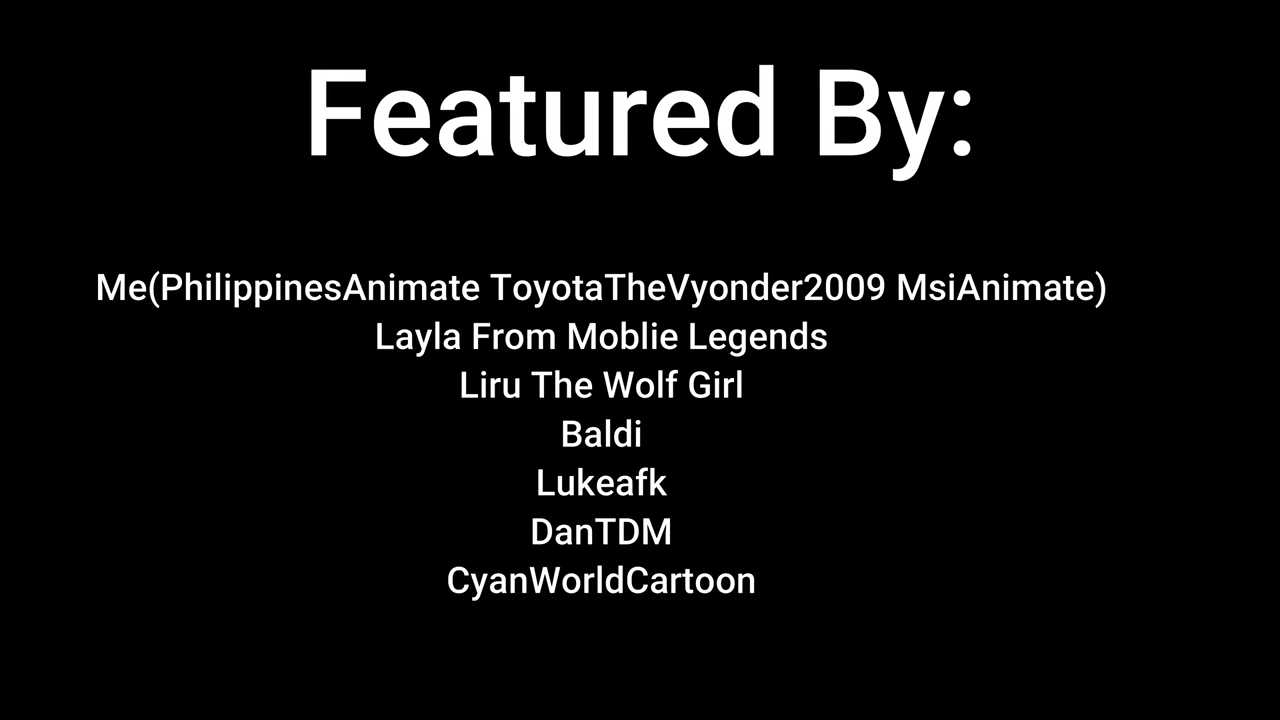 Featured By:
Me(PhilippinesAnimate ToyotaTheVyonder2009 MsiAnimate)
Layla From Moblie Legends
Liru The Wolf Girl
Baldi
Lukeafk
DanTDM
CyanWorldCartoon